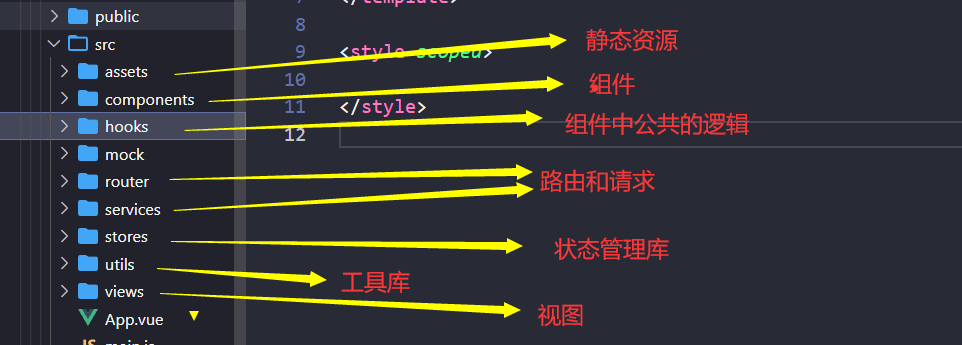 public
7
</template>
src
8
静态资源
9
<style scoped>
assets
10
组件
components
11
</style>
hooks
12
组件中公共的逻辑
mock
router
路由和请求
services
stores
状态管理库
utils
工具库
views
视图
App.vue
JS main.js